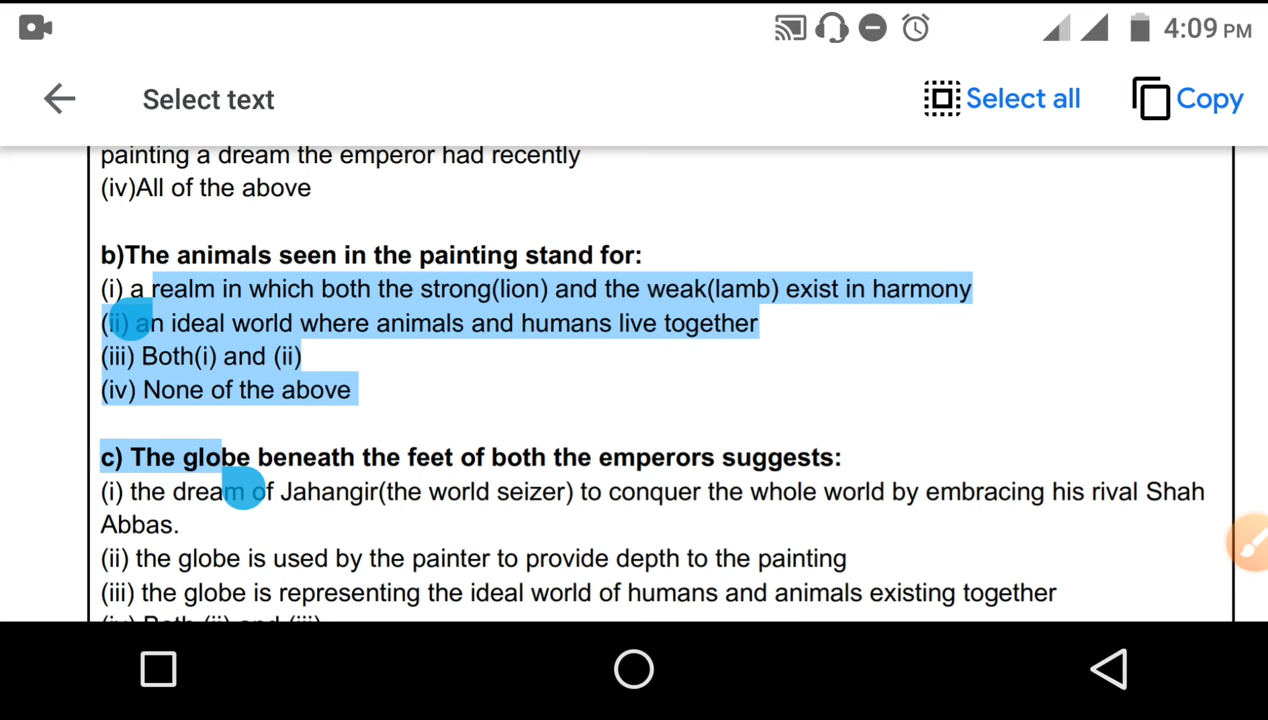 4:09 PM
Select text
Select all
Copy
painting a dream the emperor had recently
(iv)All of the above
b)The animals seen in the painting stand for:
(i) a realm in which both the strong(lion) and the weak(lamb) exist in harmony
(ii) an ideal world where animals and humans live together
(iii) Both(i) and (ii)
(iv) None of the above
c) The globe beneath the feet of both the emperors suggests:
(i) the dream of Jahangir(the world seizer) to conquer the whole world by embracing his rival Shah
Abbas.
(ii) the globe is used by the painter to provide depth to the painting
(iii) the globe is representing the ideal world of humans and animals existing together
(iv) Both (ii) and (iii)